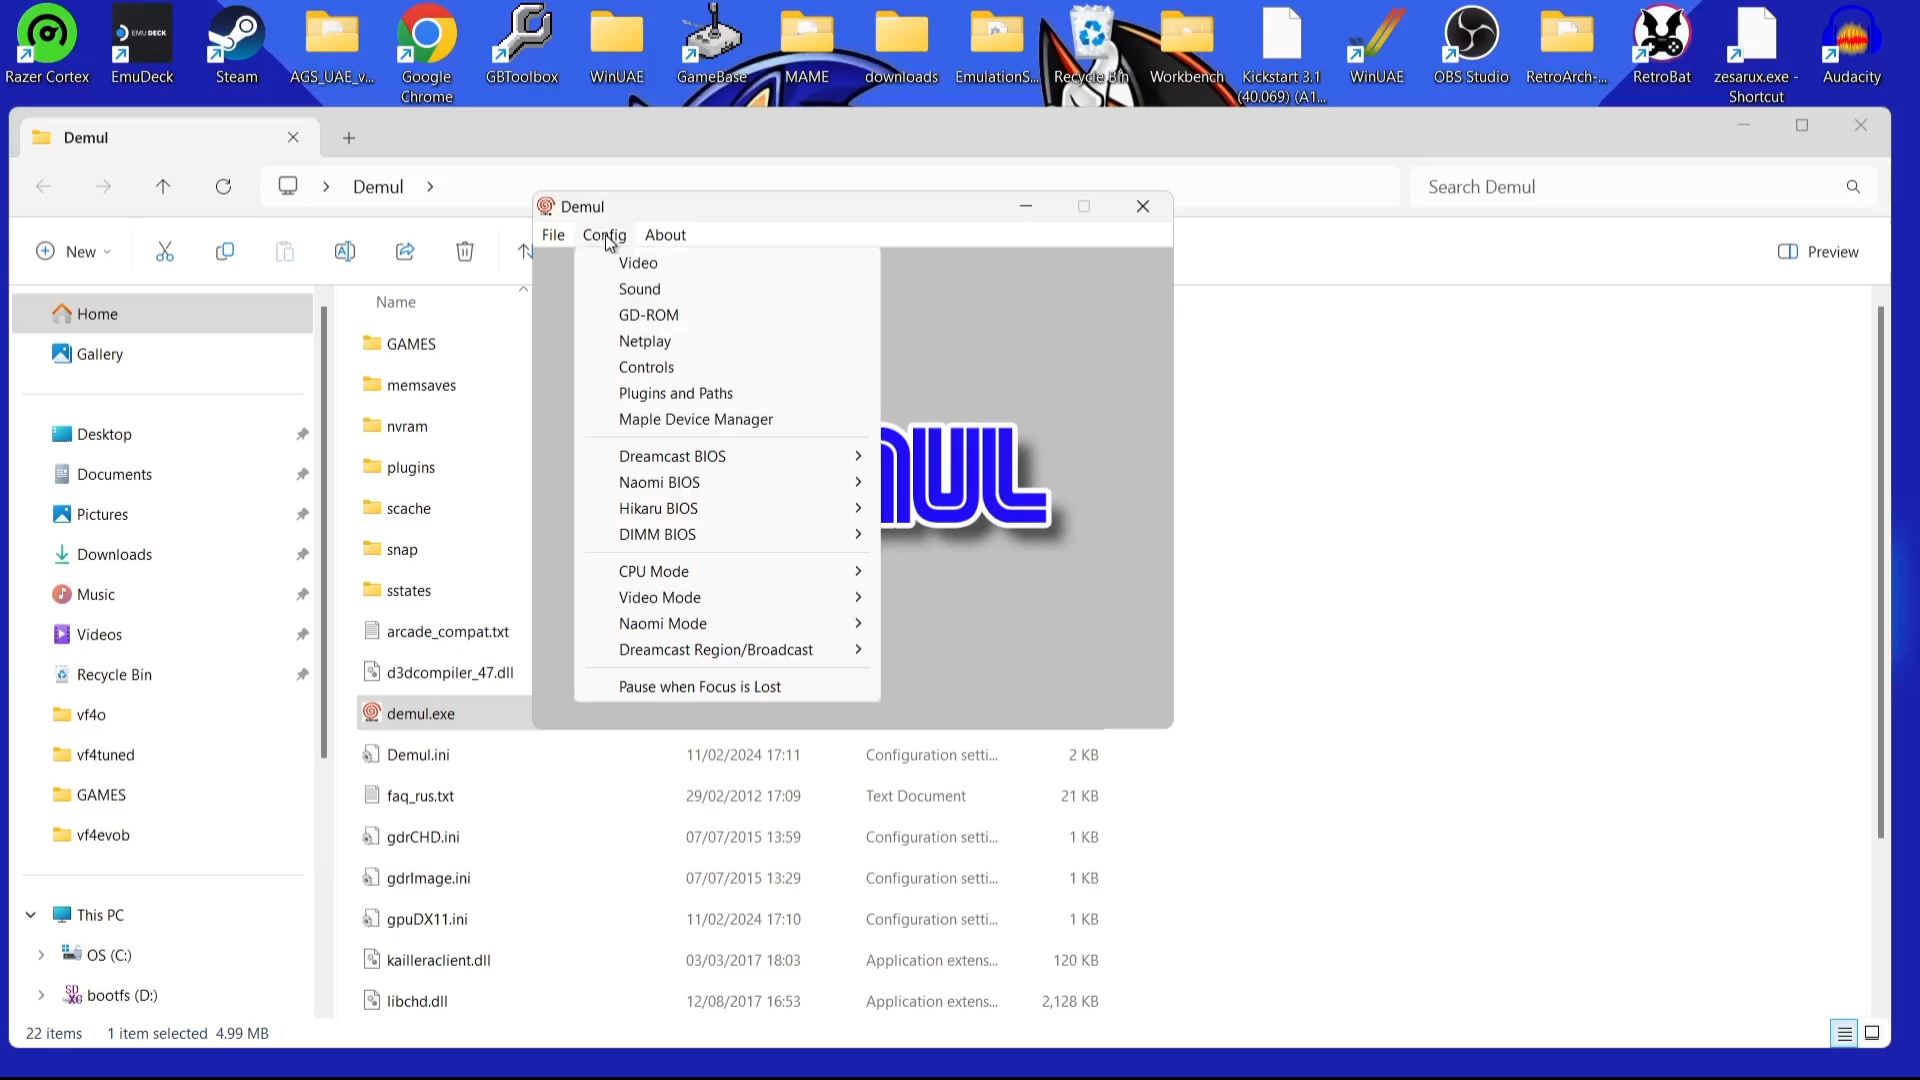 Razer Cortex
EmuDeck
EMU DECK
Steam
AGS_UAE_v...
Google
Chrome
GBToolbox
WinUAE
GameBase
MAME
downloads
EmulationS...
Recycle Bin
Workbench
Kickstart 3.1
(40.069) (A1...
WinUAE
OBS Studio
RetroArch-...
RetroBat
zesarux.exe -
Shortcut
Audacity
Demul
Demul
Search Demul
New
Preview
Demul
File Config About
Video
Sound
GD-ROM
Netplay
Controls
Plugins and Paths
Maple Device Manager
Dreamcast BIOS
Naomi BIOS
Hikaru BIOS
DIMM BIOS
CPU Mode
Video Mode
Naomi Mode
Dreamcast Region/Broadcast
Pause when Focus is Lost
Home
Gallery
Desktop
Documents
Pictures
Downloads
Music
Videos
Recycle Bin
vf4o
vf4tuned
GAMES
vf4evob
This PC
OS (C:)
bootfs (D:)
Name
GAMES
memsaves
nvram
plugins
scache
snap
sstates
arcade_compat.txt
d3dcompiler_47.dll
demul.exe
Demul.ini 11/02/2024 17:11 Configuration setti... 2 KB
faq_rus.txt 29/02/2012 17:09 Text Document 21 KB
gdrCHD.ini 07/07/2015 13:59 Configuration setti... 1 KB
gdrImage.ini 07/07/2015 13:29 Configuration setti... 1 KB
gpuDX11.ini 11/02/2024 17:10 Configuration setti... 1 KB
kailleraclient.dll 03/03/2017 18:03 Application extens... 120 KB
libchd.dll 12/08/2017 16:53 Application extens... 2,128 KB
22 items 1 item selected 4.99 MB